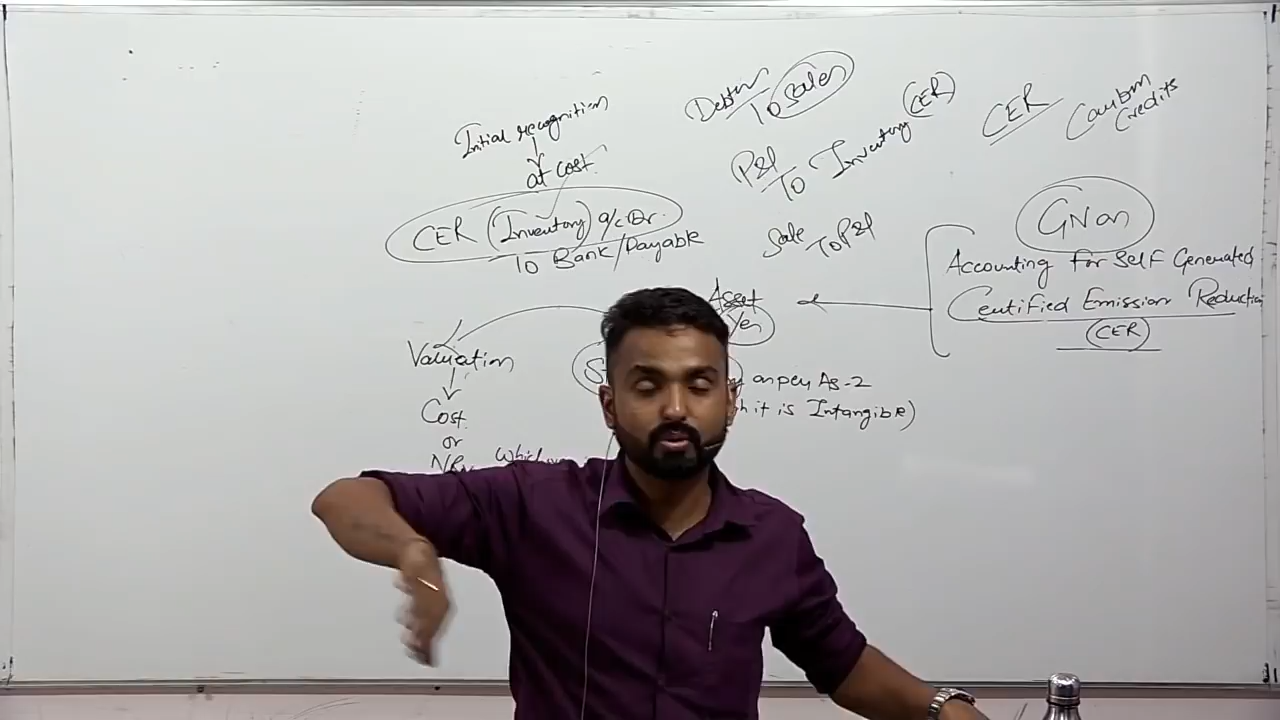 Initial recognition
at cost
CER (Inventory) a/c Dr.
To Bank/Payable
Debtor
To Sales
P&L
To Inventory (CER)
Sale
To P&L
CER
Carbon
Credits
GN on
Accounting for Self Generated
Certified Emission Reduction
(CER)
Asset
Yes
as per AS-2
it is Intangible)
Valuation
Cost
or
NRV